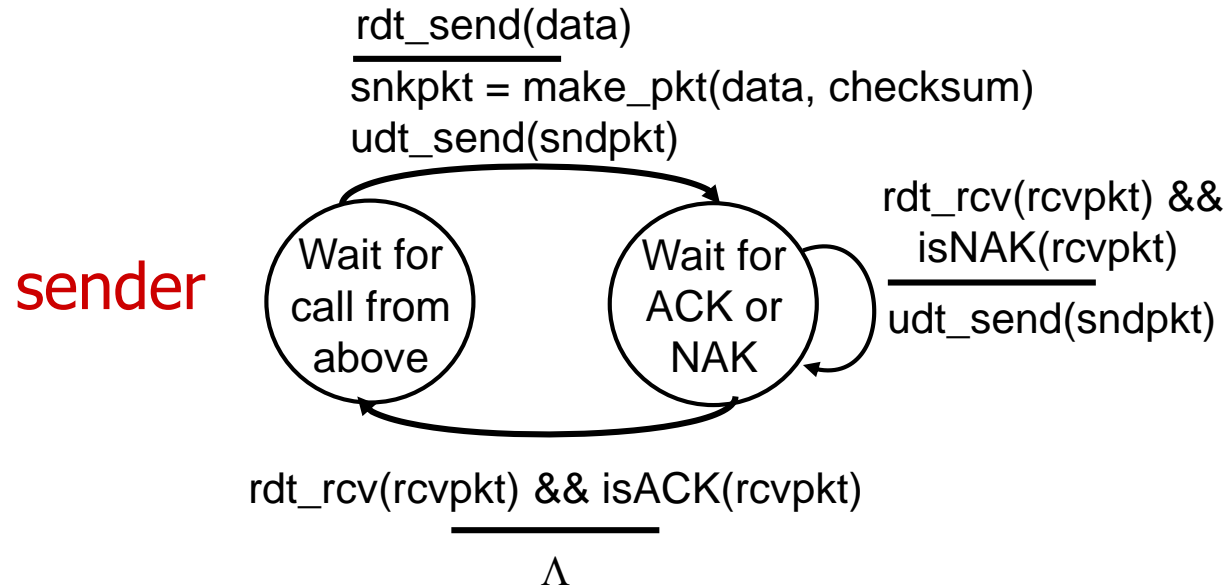 rdt_send(data)
snkpkt = make_pkt(data, checksum)
udt_send(sndpkt)
sender
Wait for
call from
above
Wait for
ACK or
NAK
rdt_rcv(rcvpkt) &&
isNAK(rcvpkt)
udt_send(sndpkt)
rdt_rcv(rcvpkt) && isACK(rcvpkt)
Λ